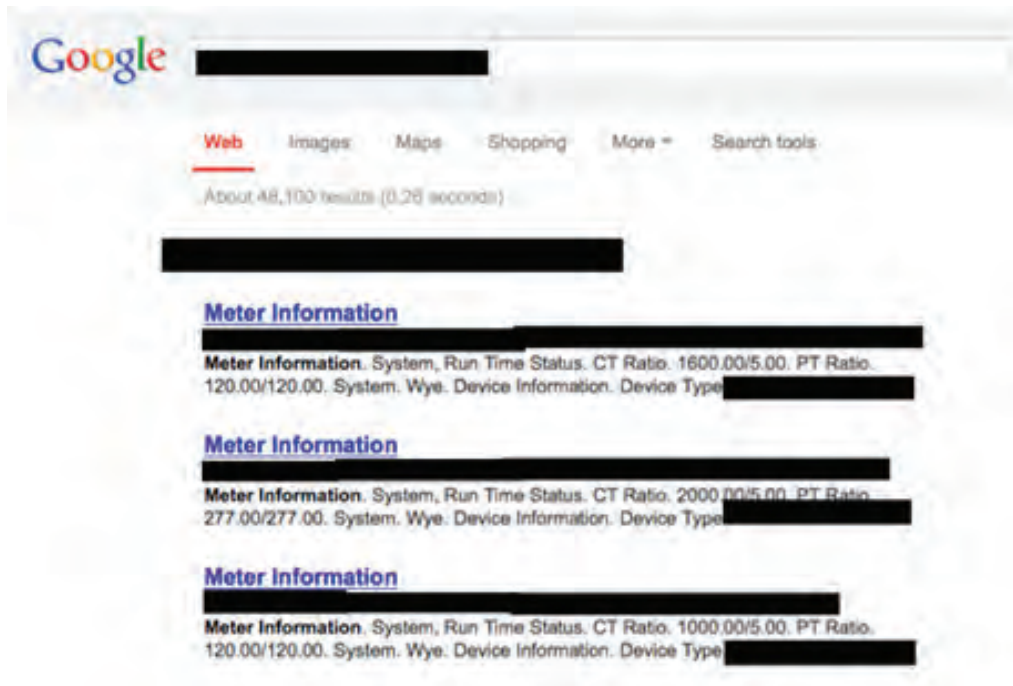 Google
Web Images Maps Shopping More Search tools
About 48,100 results (0.26 seconds)
Meter Information
Meter Information. System, Run Time Status. CT Ratio. 1600.00/5.00. PT Ratio.
120.00/120.00. System. Wye. Device Information. Device Type
Meter Information
Meter Information. System, Run Time Status. CT Ratio. 2000.00/5.00. PT Ratio.
277.00/277.00. System. Wye. Device Information. Device Type
Meter Information
Meter Information. System, Run Time Status. CT Ratio. 1000.00/5.00. PT Ratio.
120.00/120.00. System. Wye. Device Information. Device Type